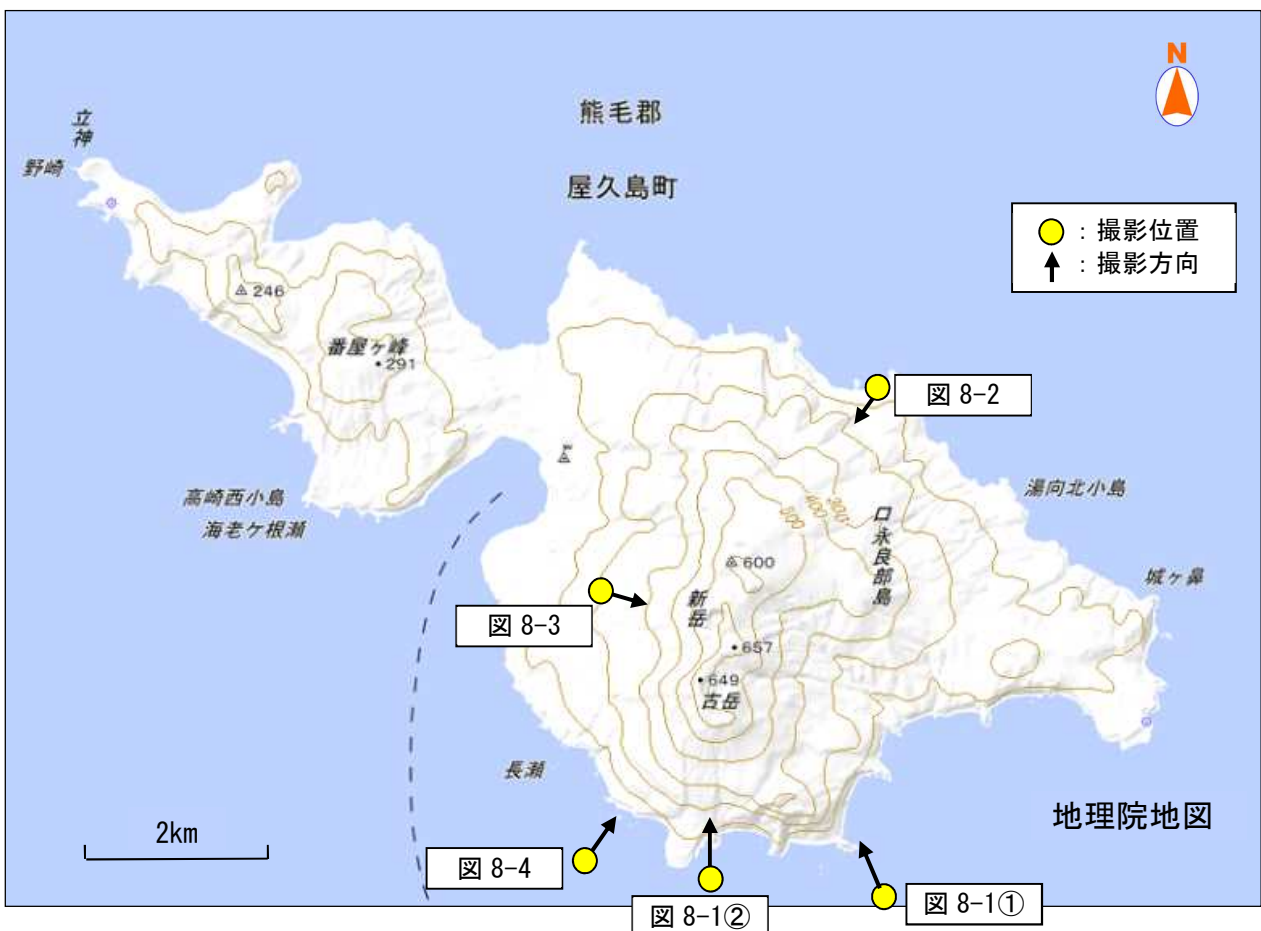 N
熊毛郡
屋久島町
立神
野崎
：撮影位置
：撮影方向
246
番屋ヶ峰
291
図 8-2
高崎西小島
海老ケ根瀬
湯向北小島
300
400
口永良部島
600
城ヶ鼻
新岳
図 8-3
657
649
古岳
長瀬
地理院地図
2km
図 8-4
図 8-1②
図 8-1①